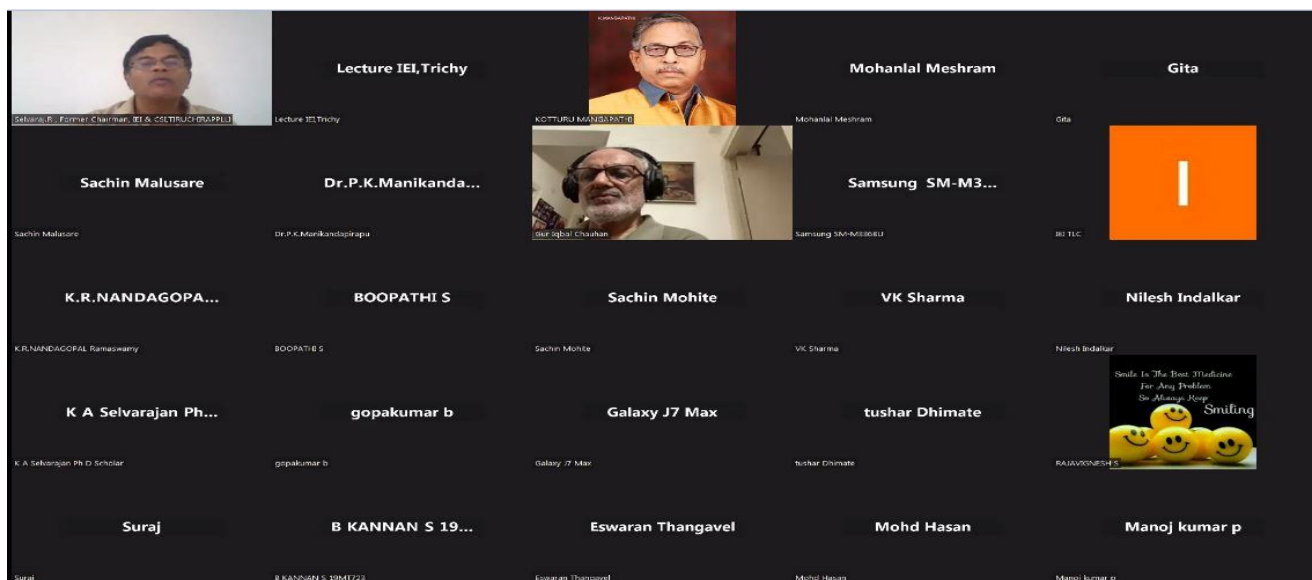 K.MANGAPATHI
Lecture IEI,Trichy
Mohanlal Meshram
Gita
Selvaraj.R , Former Chairman, IEI & CSI,TIRUCHIRAPPLLI
Lecture IEI,Trichy
KOTTURU MANGAPATHI
Mohanlal Meshram
Gita
Sachin Malusare
Dr.P.K.Manikanda...
Samsung SM-M3...
I
Sachin Malusare
Dr.P.K.Manikandapirapu
Gur Iqbal Chauhan
IEI TLC
K.R.NANDAGOPA...
BOOPATHI S
Sachin Mohite
VK Sharma
Nilesh Indalkar
K.R.NANDAGOPAL Ramaswamy
BOOPATHI S
Sachin Mohite
VK Sharma
Nilesh Indalkar
Smile Is The Best Medicine
For Any Problem
So Always Keep
Smiling
K A Selvarajan Ph...
gopakumar b
Galaxy J7 Max
tushar Dhimate
K A Selvarajan Ph.D Scholar
gopakumar b
Galaxy J7 Max
tushar Dhimate
RAJAVIGNESH S
Suraj
B KANNAN S 19...
Eswaran Thangavel
Mohd Hasan
Manoj kumar p
Suraj
B KANNAN S 19MT723
Eswaran Thangavel
Mohd Hasan
Manoj kumar p